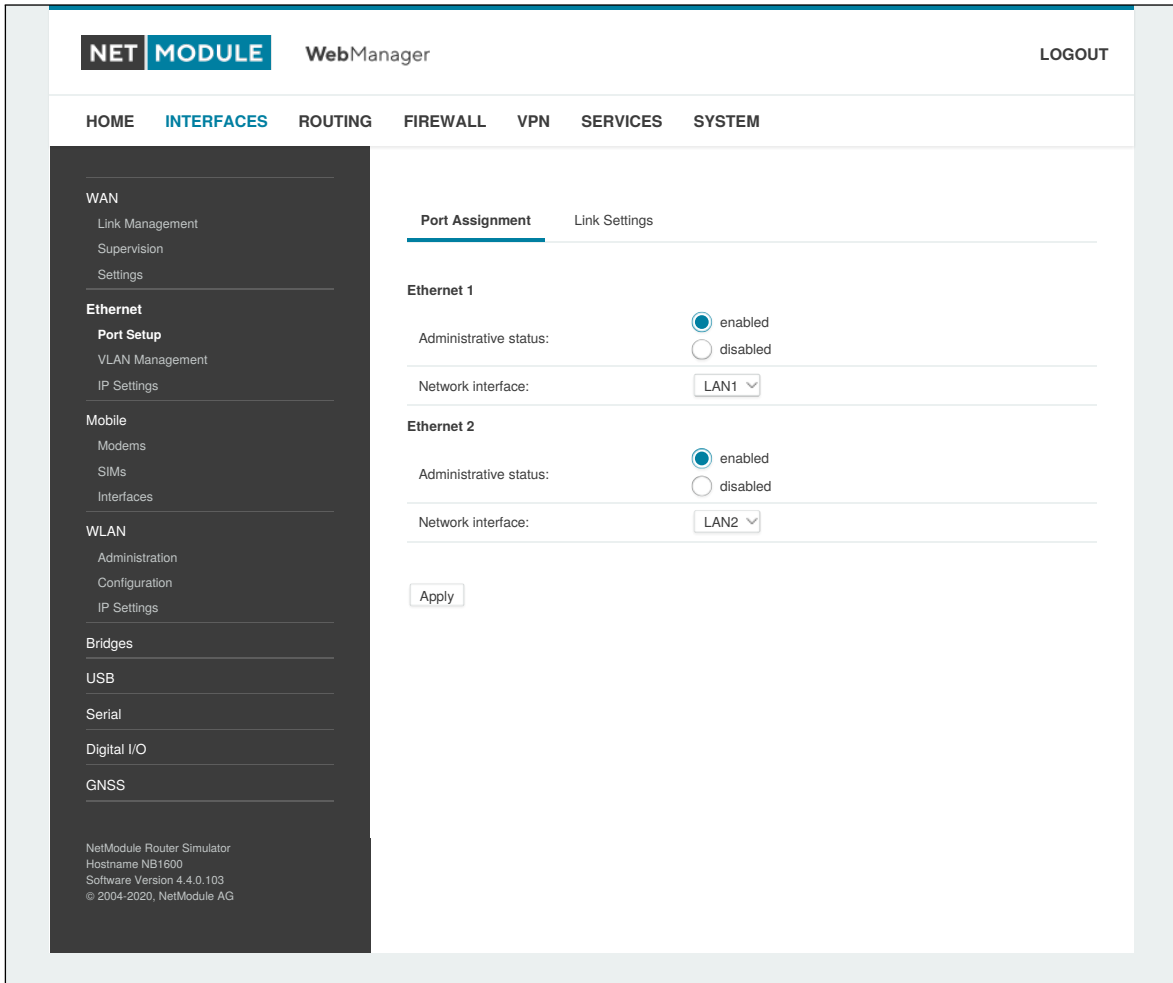 NET MODULE WebManager LOGOUT
HOME INTERFACES ROUTING FIREWALL VPN SERVICES SYSTEM
WAN
Link Management
Supervision
Settings
Ethernet
Port Setup
VLAN Management
IP Settings
Mobile
Modems
SIMs
Interfaces
WLAN
Administration
Configuration
IP Settings
Bridges
USB
Serial
Digital I/O
GNSS
NetModule Router Simulator
Hostname NB1600
Software Version 4.4.0.103
© 2004-2020, NetModule AG
Port Assignment Link Settings
Ethernet 1
Administrative status:
enabled
disabled
Network interface: LAN1
Ethernet 2
Administrative status:
enabled
disabled
Network interface: LAN2
Apply